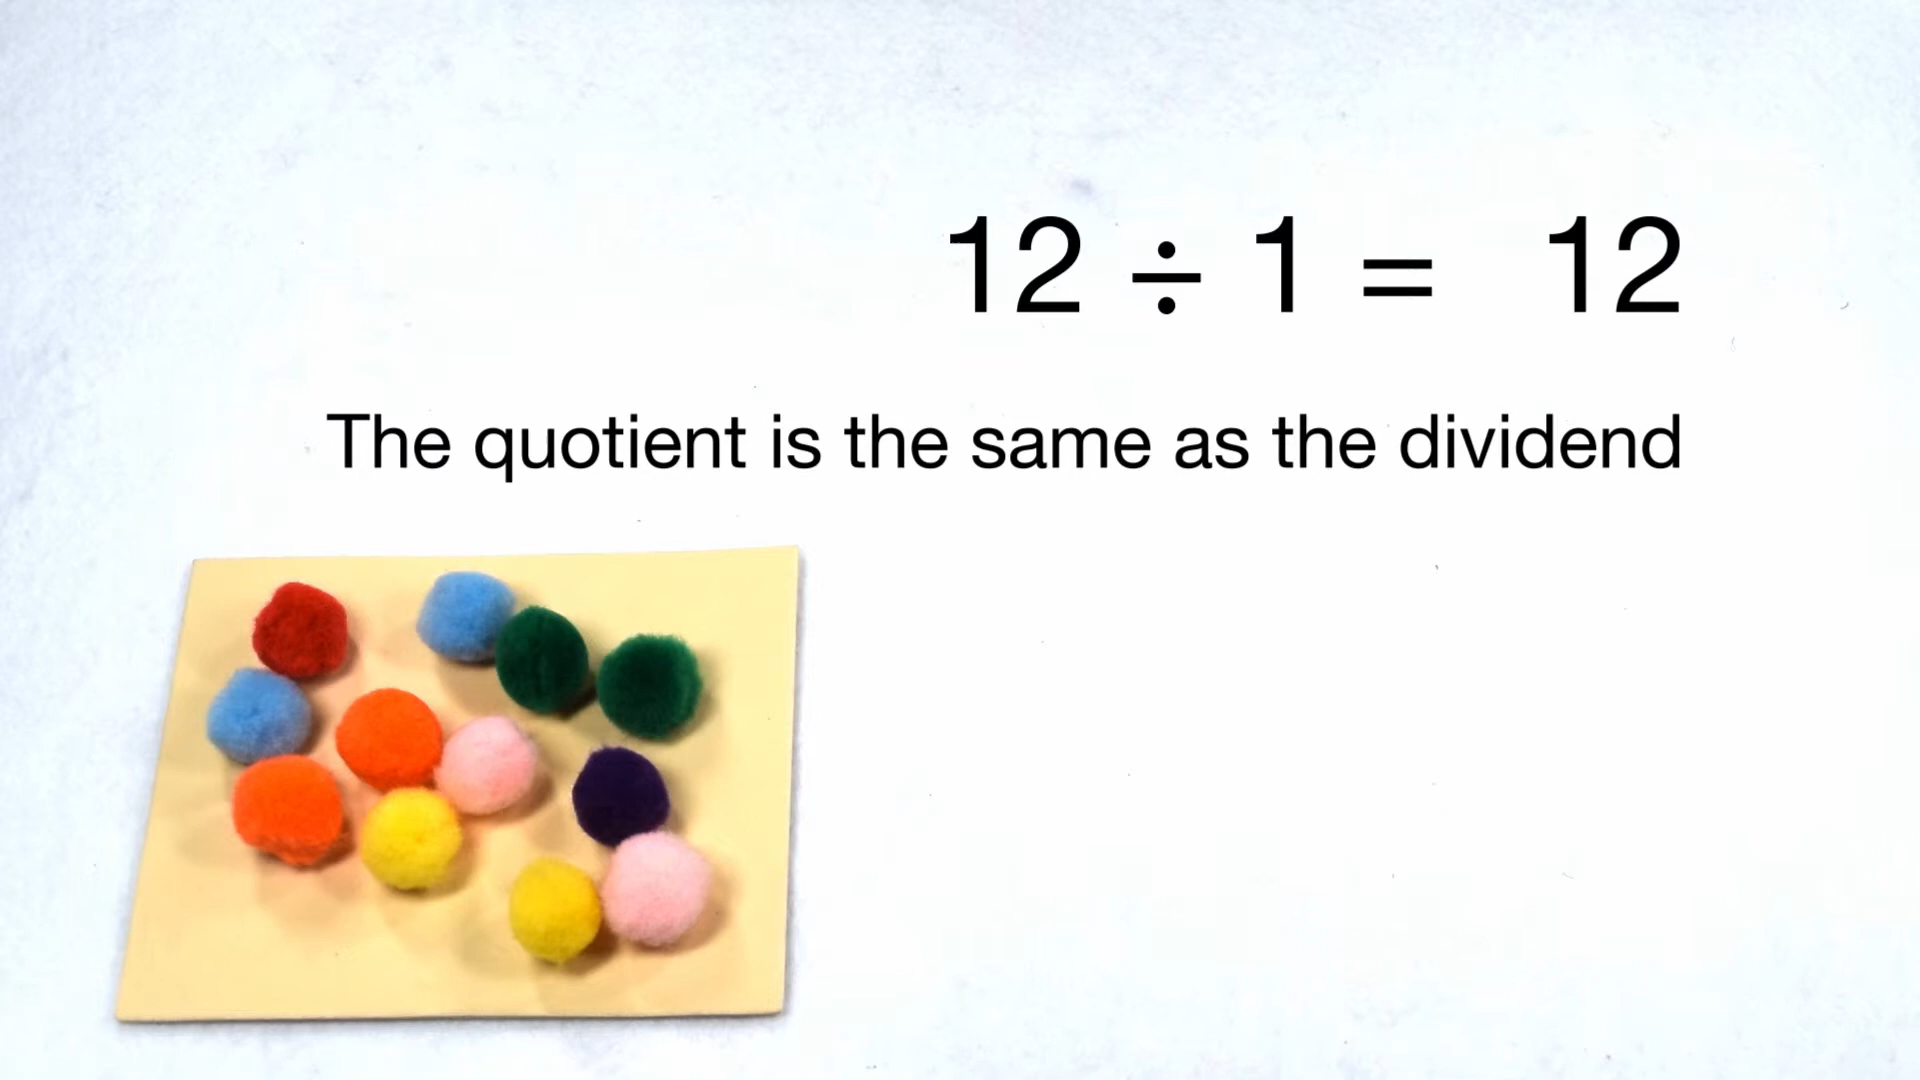 12 ÷ 1 = 12
The quotient is the same as the dividend